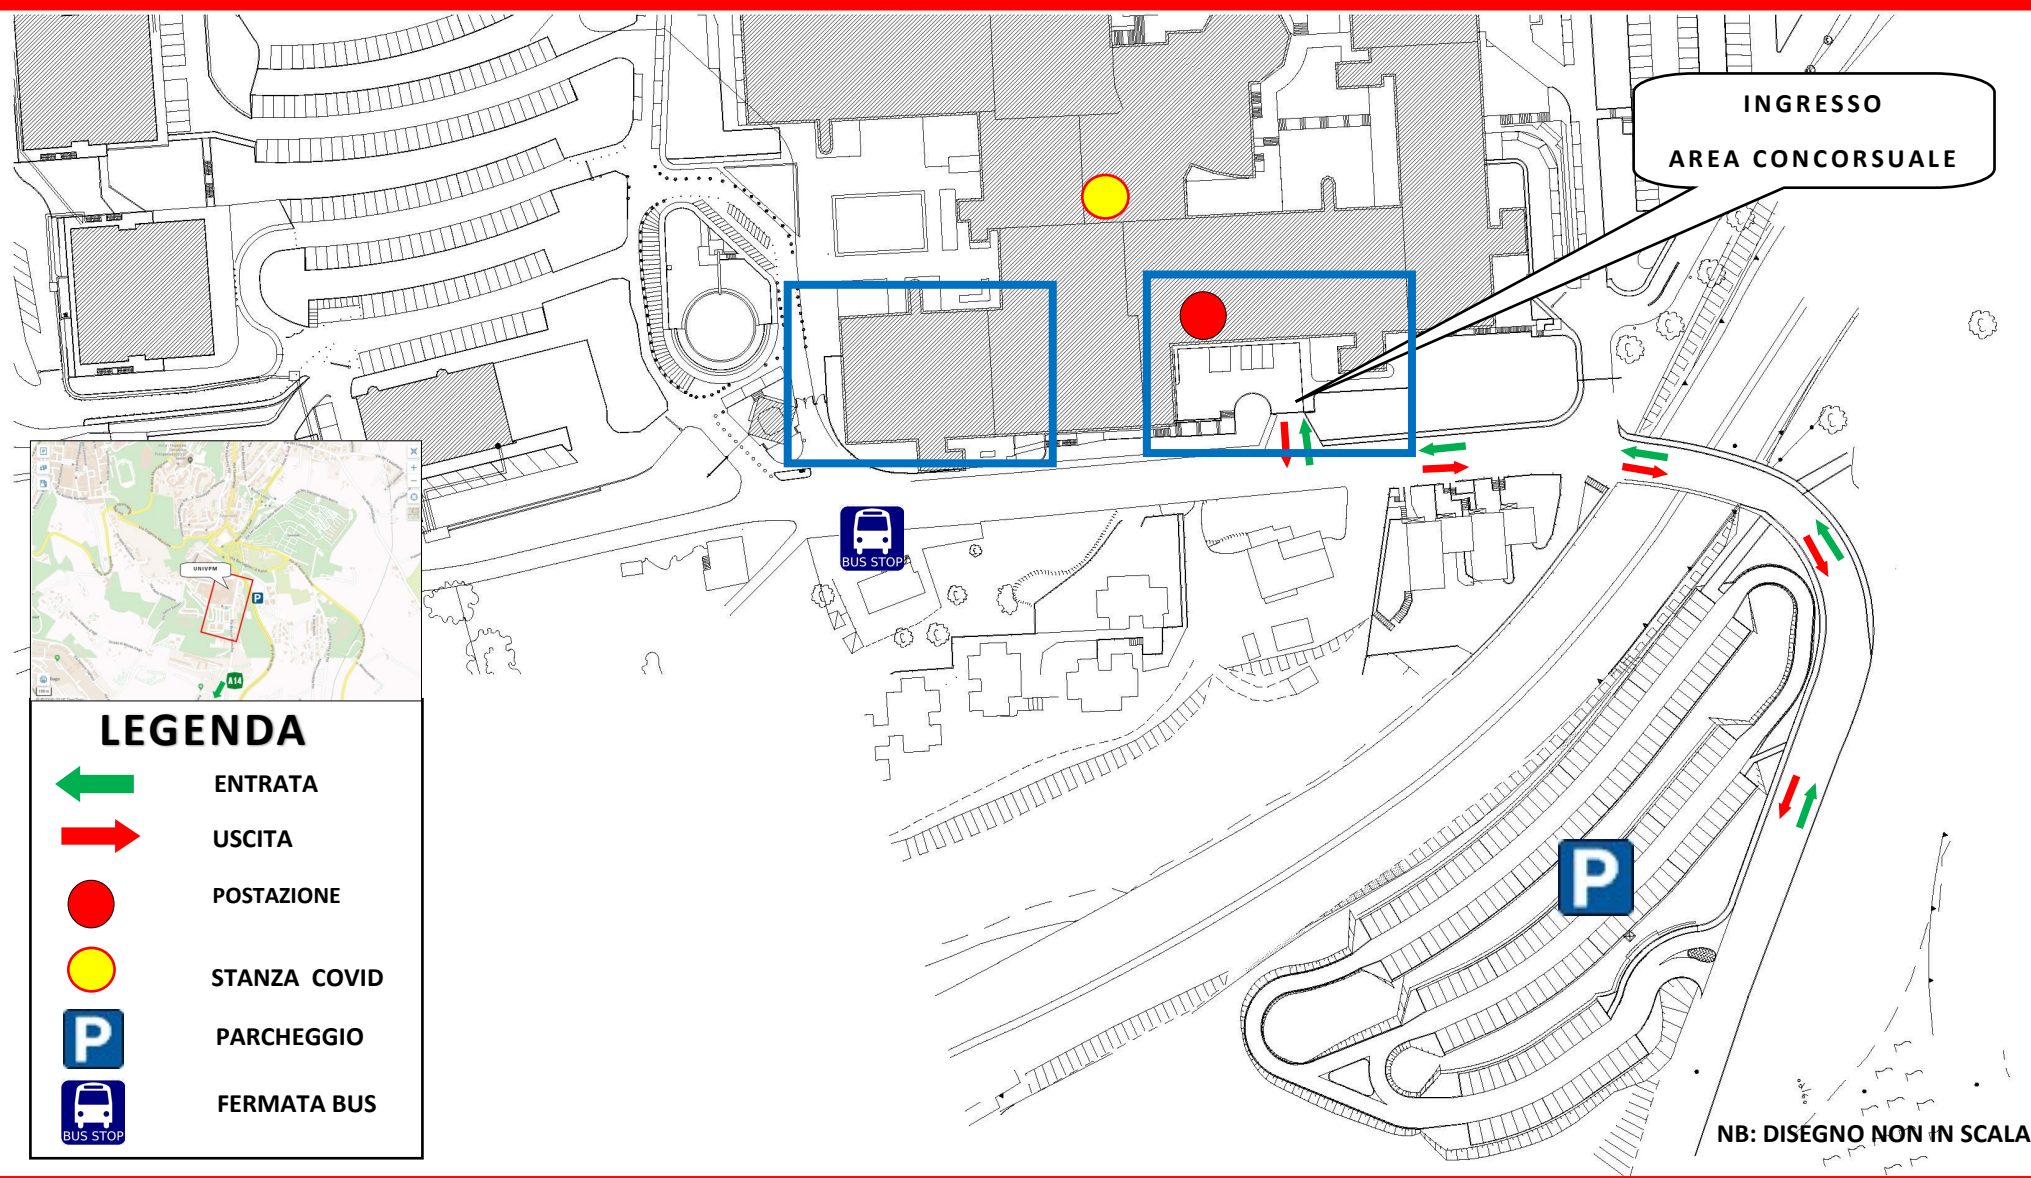 INGRESSO
AREA CONCORSUALE
BUS STOP
UNIVPM
P
A14
LEGENDA
ENTRATA
USCITA
POSTAZIONE
STANZA COVID
P
PARCHEGGIO
BUS STOP
FERMATA BUS
P
NB: DISEGNO NON IN SCALA